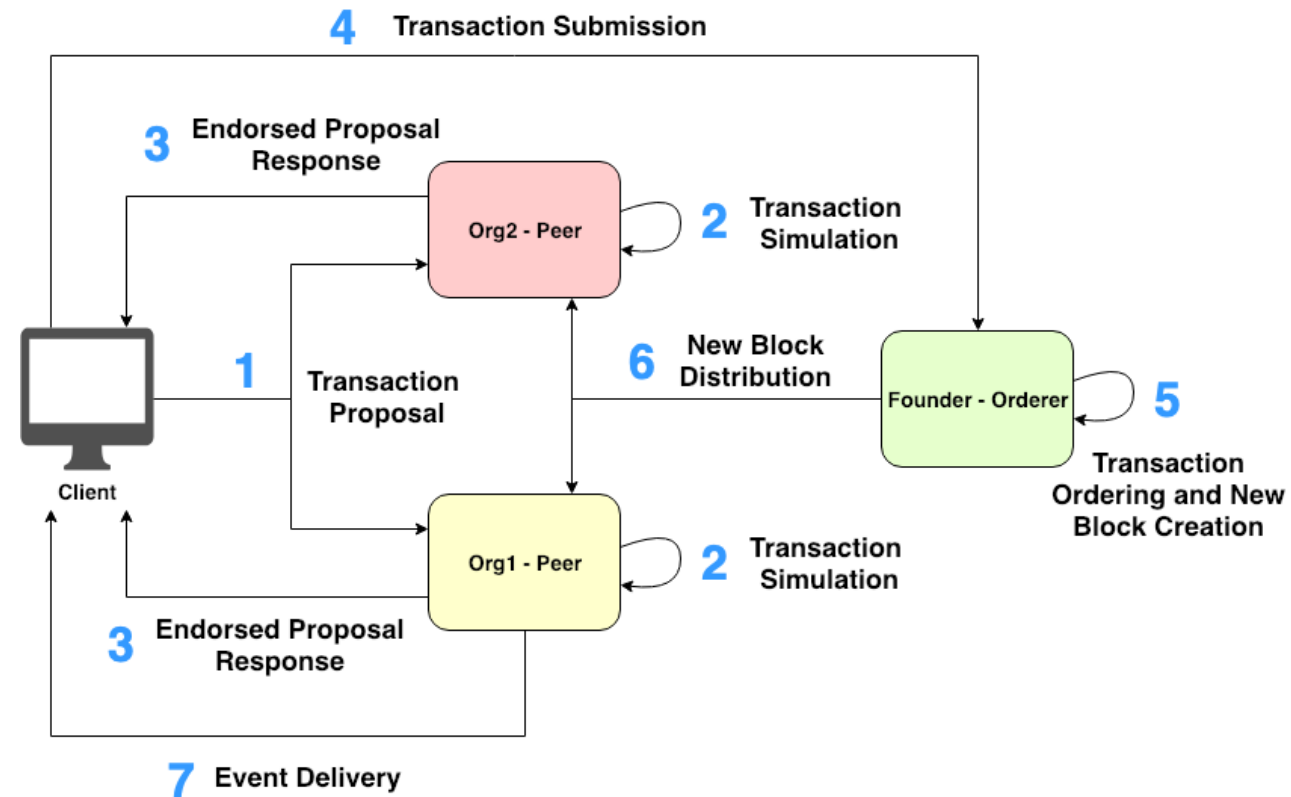 4 Transaction Submission
3 Endorsed Proposal
Response
Org2 - Peer
2 Transaction
Simulation
1 Transaction
Proposal
6 New Block
Distribution
Founder - Orderer
5
Transaction
Ordering and New
Block Creation
Client
Org1 - Peer
2 Transaction
Simulation
3 Endorsed Proposal
Response
7 Event Delivery